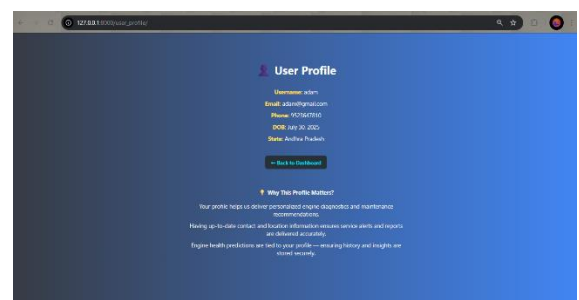 127.0.0.1:8000/user_profile/
User Profile
Username: adam
Email: adam@gmail.com
Phone:
DOB: July 30, 2025
State: Andhra Pradesh
← Back to Dashboard
Why This Profile Matters?
Your profile helps us deliver personalized engine diagnostics and maintenance
recommendations.
Having up-to-date contact and location information ensures service alerts and reports
are delivered accurately.
Engine health predictions are tied to your profile — ensuring history and insights are
stored securely.